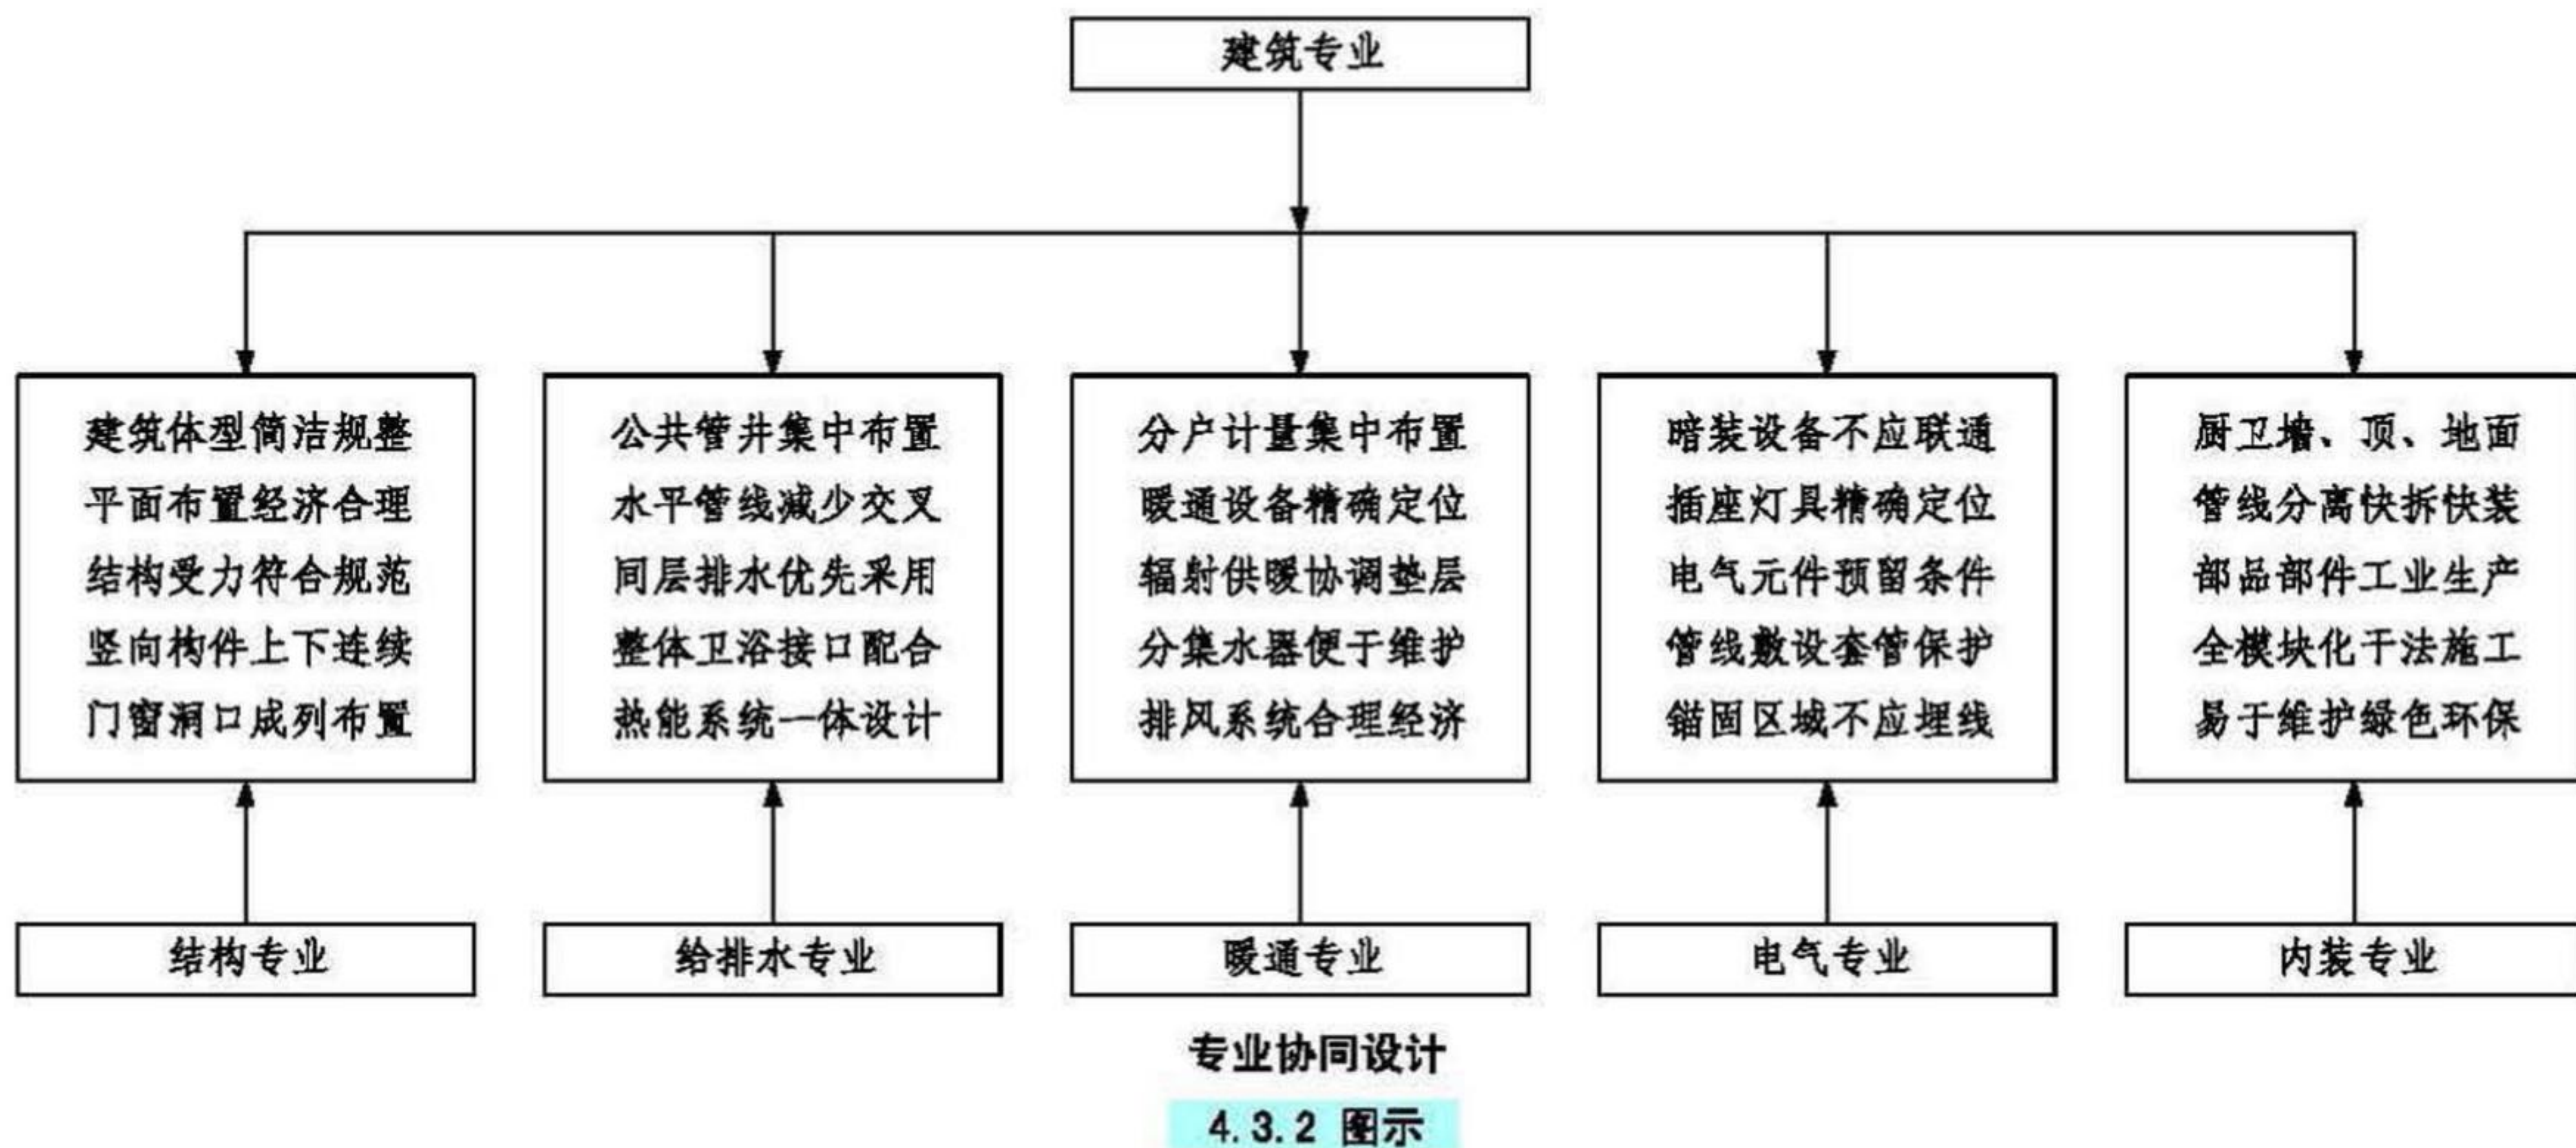 建筑专业
建筑体型简洁规整
平面布置经济合理
结构受力符合规范
竖向构件上下连续
门窗洞口成列布置
公共管井集中布置
水平管线减少交叉
同层排水优先采用
整体卫浴接口配合
热能系统一体设计
分户计量集中布置
暖通设备精确定位
辐射供暖协调垫层
分集水器便于维护
排风系统合理经济
暗装设备不应联通
插座灯具精确定位
电气元件预留条件
管线敷设套管保护
锚固区域不应埋线
厨卫墙、顶、地面
管线分离快拆快装
部品部件工业生产
全模块化干法施工
易于维护绿色环保
结构专业
给排水专业
暖通专业
电气专业
内装专业
专业协同设计
4.3.2 图示